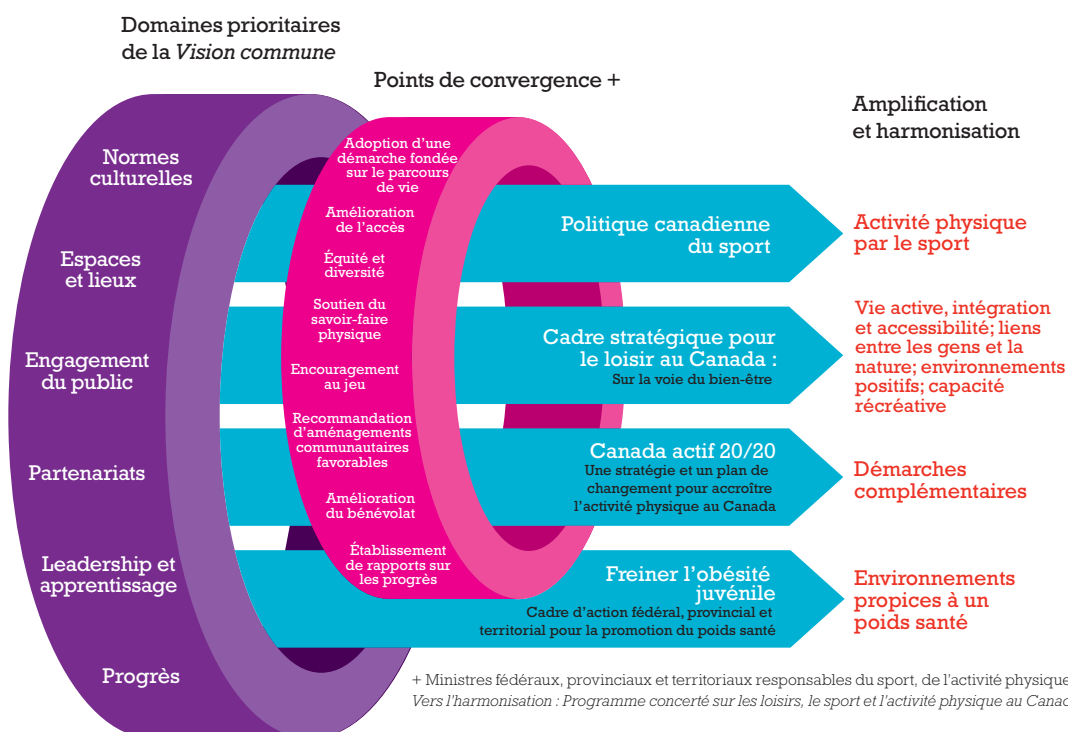 Domaines prioritaires
de la Vision commune
Points de convergence +
Amplification
et harmonisation
Normes
culturelles
Espaces
et lieux
Engagement
du public
Partenariats
Leadership et
apprentissage
Progrès
Adoption d'une
démarche fondée
sur le parcours
de vie
Amélioration
de l'accès
Équité et
diversité
Soutien du
savoir-faire
physique
Encouragement
au jeu
Recommandation
d'aménagements
communautaires
favorables
Amélioration
du bénévolat
Établissement
de rapports sur
les progrès
Politique canadienne
du sport
Cadre stratégique pour
le loisir au Canada :
Sur la voie du bien-être
Canada actif 20/20
Une stratégie et un plan de
changement pour accroître
l'activité physique au Canada
Freiner l'obésité
juvénile
Cadre d'action fédéral, provincial et
territorial pour la promotion du poids santé
Activité physique
par le sport
Vie active, intégration
et accessibilité; liens
entre les gens et la
nature; environnements
positifs; capacité
récréative
Démarches
complémentaires
Environnements
propices à un
poids santé
+ Ministres fédéraux, provinciaux et territoriaux responsables du sport, de l'activité physique
Vers l'harmonisation : Programme concerté sur les loisirs, le sport et l'activité physique au Canad